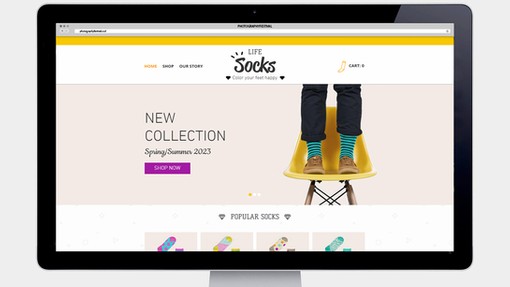 PHOTOGRAPHYFESTIVAL
LIFE
Socks
Color your feet happy
HOME SHOP OUR STORY
CART: 0
NEW
COLLECTION
Spring/Summer 2023
SHOP NOW
POPULAR SOCKS